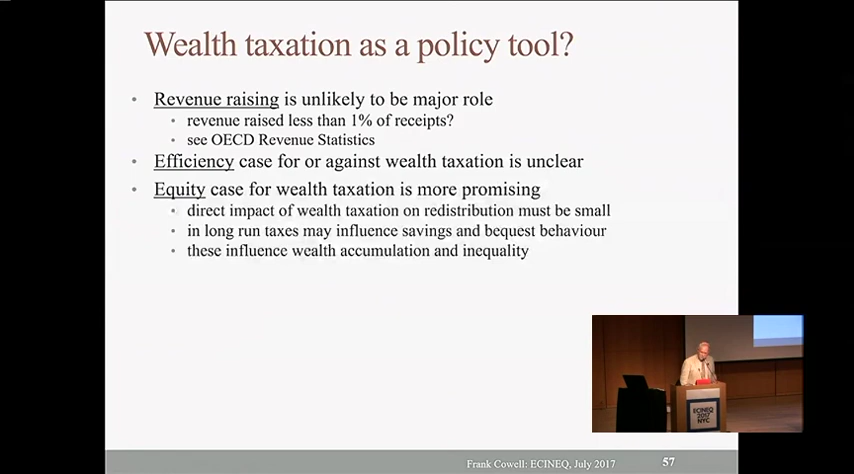 Wealth taxation as a policy tool?
• Revenue raising is unlikely to be major role
• revenue raised less than 1% of receipts?
• see OECD Revenue Statistics
• Efficiency case for or against wealth taxation is unclear
• Equity case for wealth taxation is more promising
• direct impact of wealth taxation on redistribution must be small
• in long run taxes may influence savings and bequest behaviour
• these influence wealth accumulation and inequality
ECINEQ
2017
NYC
Frank Cowell: ECINEQ, July 2017
57